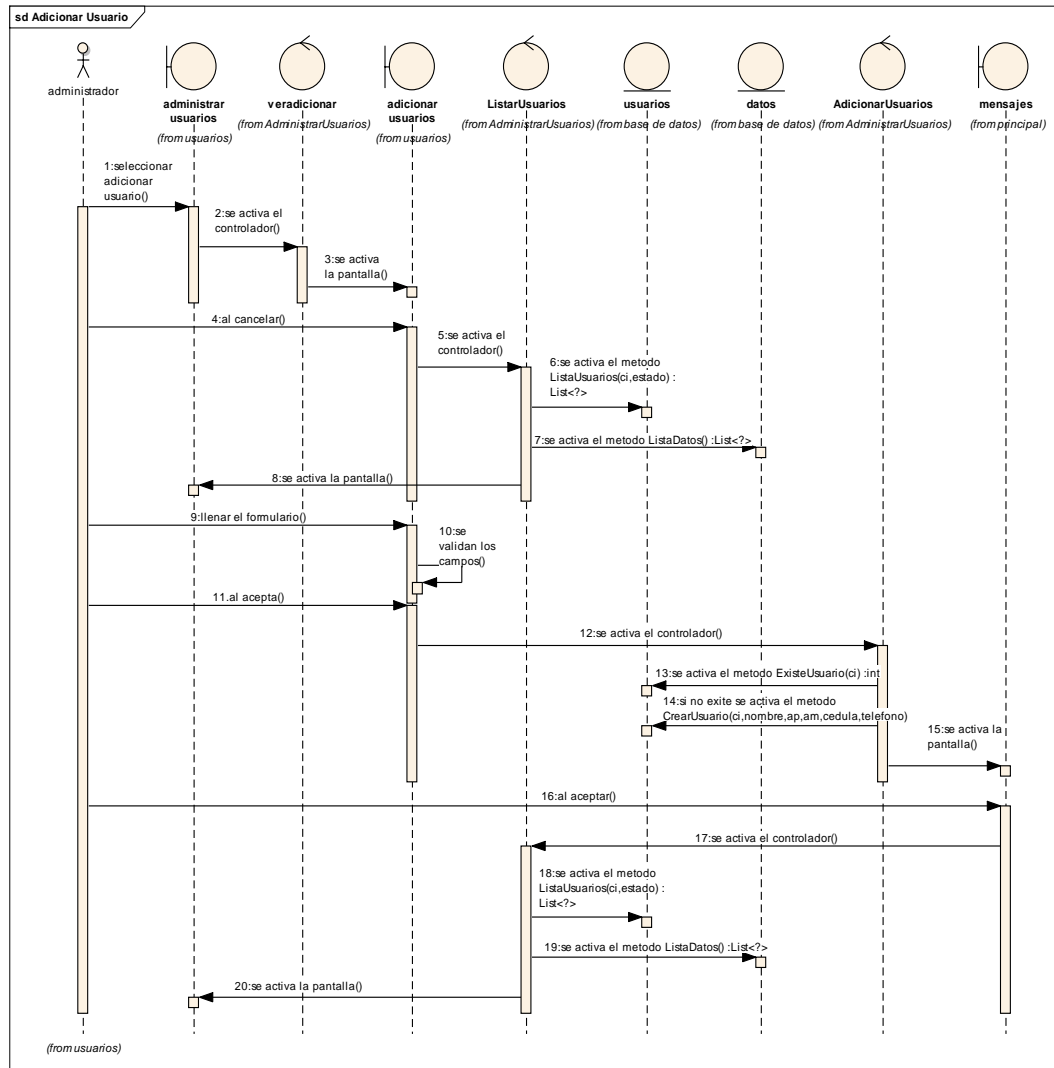 sd Adicionar Usuario
administrador
administrar
usuarios
(from usuarios)
veradicionar
(from AdministrarUsuarios)
adicionar
usuarios
(from usuarios)
ListarUsuarios
(from AdministrarUsuarios)
usuarios
(from base de datos)
datos
(from base de datos)
AdicionarUsuarios
(from AdministrarUsuarios)
mensajes
(from principal)
1:seleccionar
adicionar
usuario()
2:se activa el
controlador()
3:se activa
la pantalla()
4:al cancelar()
5:se activa el
controlador()
6:se activa el metodo
ListaUsuarios(ci,estado) :
List<?>
7:se activa el metodo ListaDatos() :List<?>
8:se activa la pantalla()
9:llenar el formulario()
10:se
validan los
campos()
11.al acepta()
12:se activa el controlador()
13:se activa el metodo ExisteUsuario(ci) :int
14:si no exite se activa el metodo
CrearUsuario(ci,nombre,ap,am,cedula,telefono)
15:se activa la
pantalla()
16:al aceptar()
17:se activa el controlador()
18:se activa el metodo
ListaUsuarios(ci,estado) :
List<?>
19:se activa el metodo ListaDatos() :List<?>
20:se activa la pantalla()
(from usuarios)